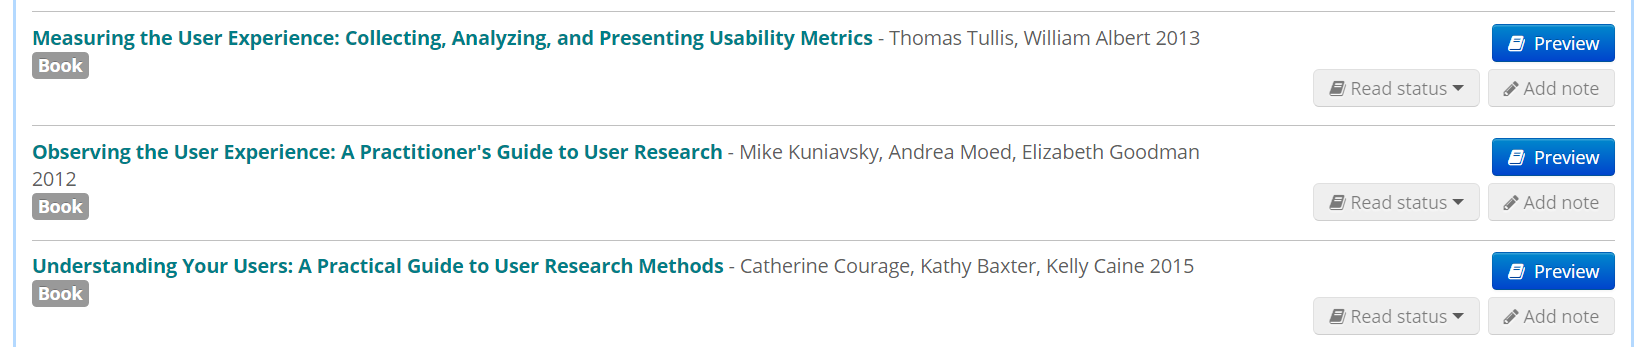 Measuring the User Experience: Collecting, Analyzing, and Presenting Usability Metrics - Thomas Tullis, William Albert 2013
Book
Preview
Read status
Add note
Observing the User Experience: A Practitioner's Guide to User Research - Mike Kuniavsky, Andrea Moed, Elizabeth Goodman
2012
Book
Preview
Read status
Add note
Understanding Your Users: A Practical Guide to User Research Methods - Catherine Courage, Kathy Baxter, Kelly Caine 2015
Book
Preview
Read status
Add note